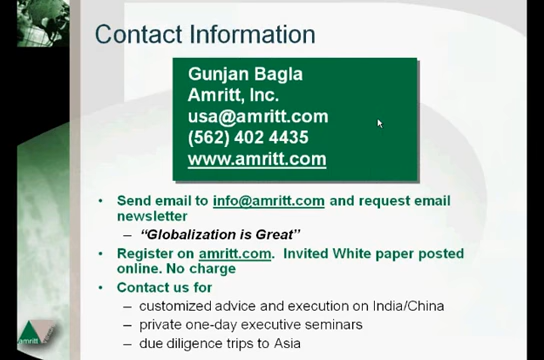 Contact Information
Gunjan Bagla
Amritt, Inc.
usa@amritt.com
(562) 402 4435
www.amritt.com
• Send email to info@amritt.com and request email
newsletter
– “Globalization is Great”
• Register on amritt.com.  Invited White paper posted
online. No charge
• Contact us for
– customized advice and execution on India/China
– private one-day executive seminars
– due diligence trips to Asia
amritt